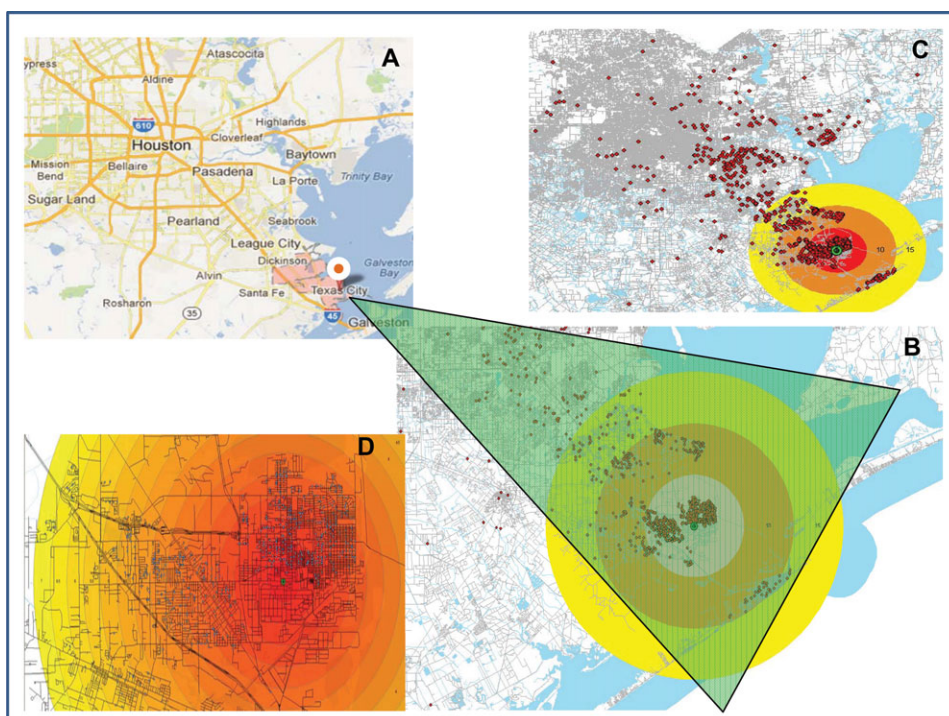 A
Atascocita
ypress
Aldine
Highlands
610
Cloverleaf
Houston
Baytown
Mission
Bend
Bellaire
Pasadena
La Porte
Trinity Bay
Sugar Land
Pearland
Seabrook
League City
Dickinson
Galveston
Bay
Alvin
Texas City
Santa Fe
Rosharon
35
45
Galveston
C
10
15
B
D